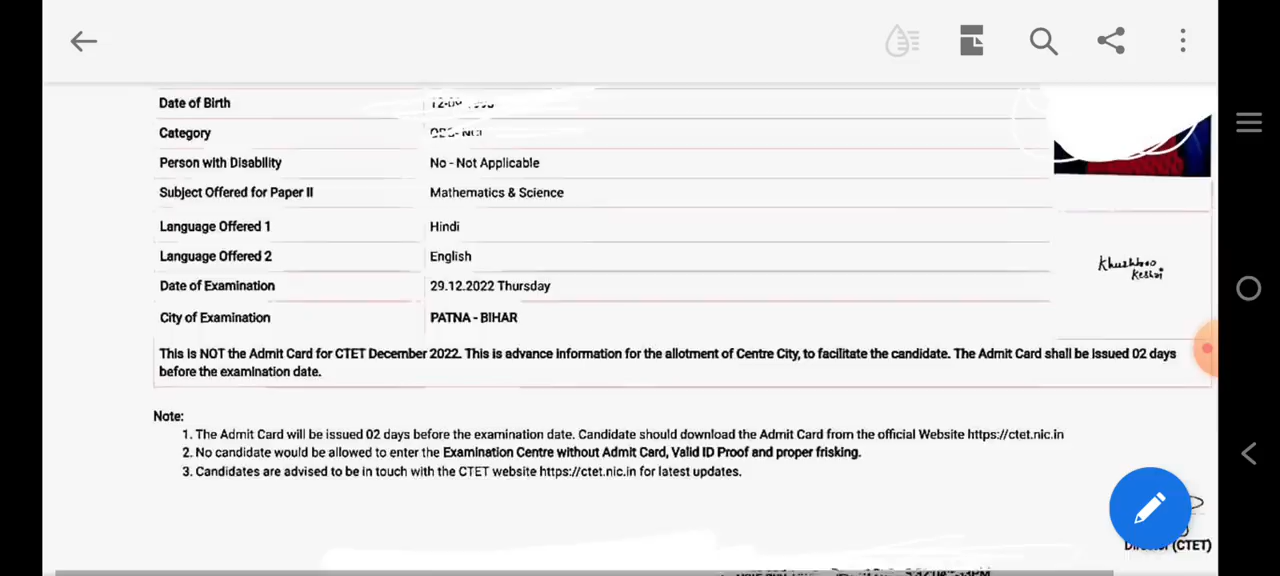 Date of Birth
Category
Person with Disability No - Not Applicable
Subject Offered for Paper II Mathematics & Science
Language Offered 1 Hindi
Language Offered 2 English
Date of Examination 29.12.2022 Thursday
City of Examination PATNA - BIHAR
Khushboo
Keshri
This is NOT the Admit Card for CTET December 2022. This is advance information for the allotment of Centre City, to facilitate the candidate. The Admit Card shall be issued 02 days
before the examination date.
Note:
1. The Admit Card will be issued 02 days before the examination date. Candidate should download the Admit Card from the official Website https://ctet.nic.in
2. No candidate would be allowed to enter the Examination Centre without Admit Card, Valid ID Proof and proper frisking.
3. Candidates are advised to be in touch with the CTET website https://ctet.nic.in for latest updates.
(CTET)